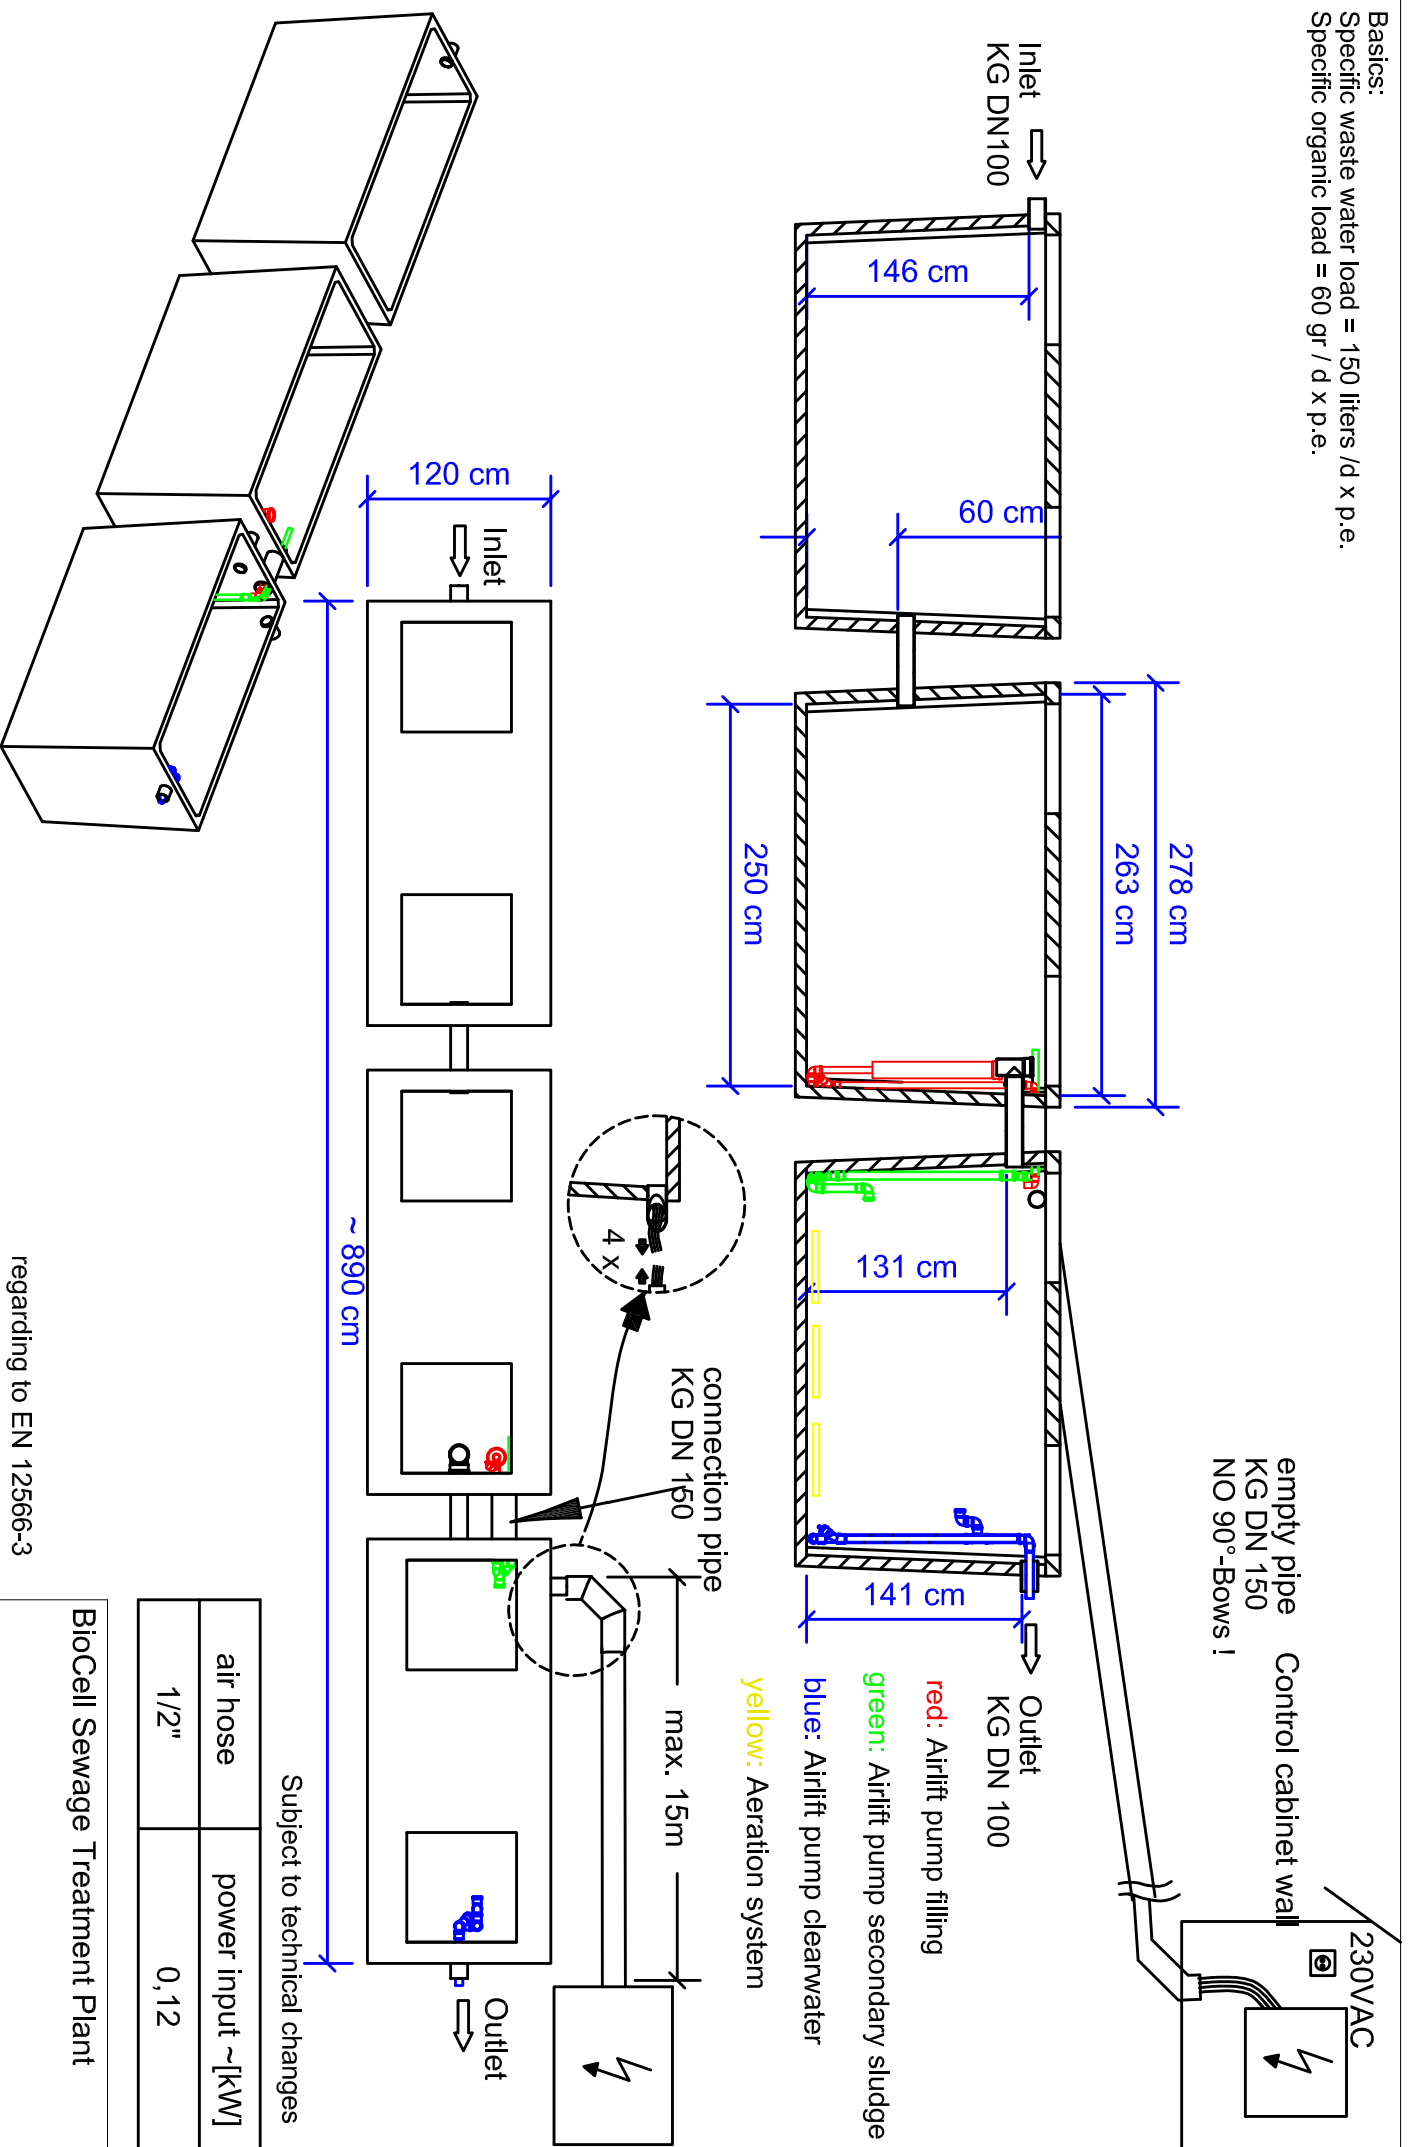 Basics:
Specific waste water load = 150 liters /d x p.e.
Specific organic load = 60 gr / d x p.e.
Inlet
KG DN100
146 cm
60 cm
278 cm
263 cm
250 cm
131 cm
141 cm
empty pipe
KG DN 150
NO 90°-Bows !
Control cabinet wall
230VAC
Outlet
KG DN 100
red: Airlift pump filling
green: Airlift pump secondary sludge
blue: Airlift pump clearwater
yellow: Aeration system
120 cm
Inlet
4 x
connection pipe
KG DN 150
max. 15m
~ 890 cm
Outlet
Subject to technical changes
air hose power input ~[kW]
1/2" 0,12
regarding to EN 12566-3
BioCell Sewage Treatment Plant